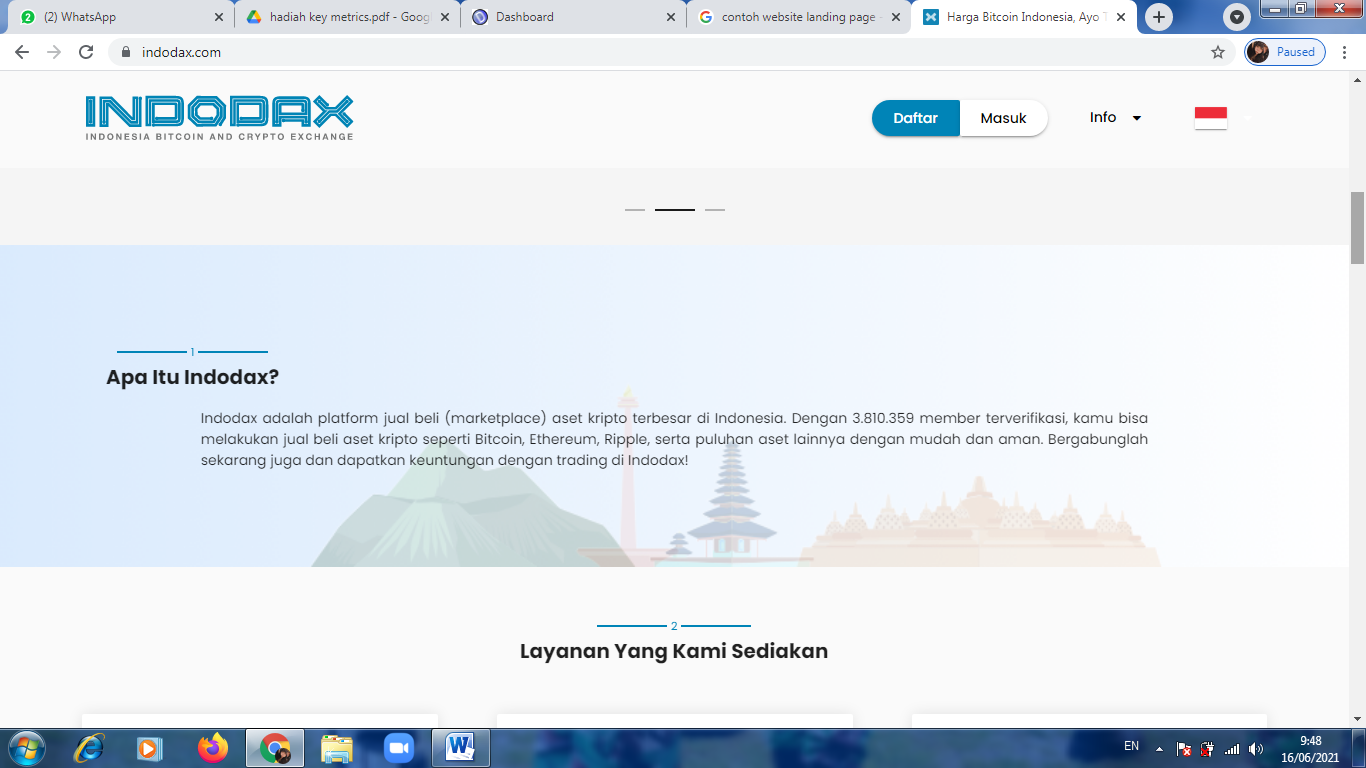 (2) WhatsApp
hadiah key metrics.pdf - Goog
Dashboard
contoh website landing page -
Harga Bitcoin Indonesia, Ayo T
indodax.com
Paused
INDODAX
INDONESIA BITCOIN AND CRYPTO EXCHANGE
Daftar
Masuk
Info
1
Apa Itu Indodax?
Indodax adalah platform jual beli (marketplace) aset kripto terbesar di Indonesia. Dengan 3.810.359 member terverifikasi, kamu bisa
melakukan jual beli aset kripto seperti Bitcoin, Ethereum, Ripple, serta puluhan aset lainnya dengan mudah dan aman. Bergabunglah
sekarang juga dan dapatkan keuntungan dengan trading di Indodax!
2
Layanan Yang Kami Sediakan
EN
9:48
16/06/2021